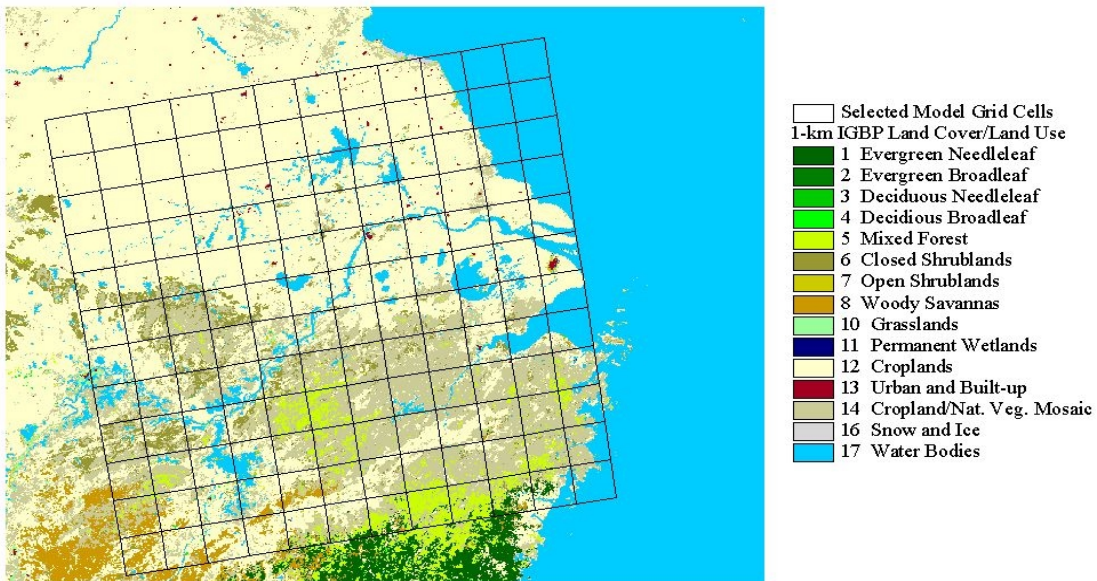 Selected Model Grid Cells
1-km IGBP Land Cover/Land Use
1 Evergreen Needleleaf
2 Evergreen Broadleaf
3 Deciduous Needleleaf
4 Decidious Broadleaf
5 Mixed Forest
6 Closed Shrublands
7 Open Shrublands
8 Woody Savannas
10 Grasslands
11 Permanent Wetlands
12 Croplands
13 Urban and Built-up
14 Cropland/Nat. Veg. Mosaic
16 Snow and Ice
17 Water Bodies